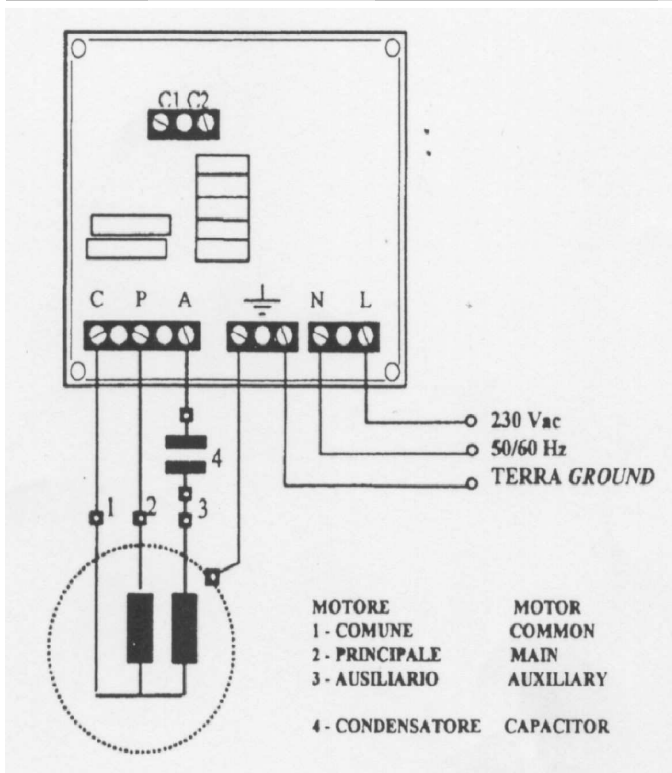 C1 C2
C P A N L
230 Vac
50/60 Hz
TERRA GROUND
4
1 2 3
MOTORE MOTOR
1 - COMUNE COMMON
2 - PRINCIPALE MAIN
3 - AUSILIARIO AUXILIARY
4 - CONDENSATORE CAPACITOR